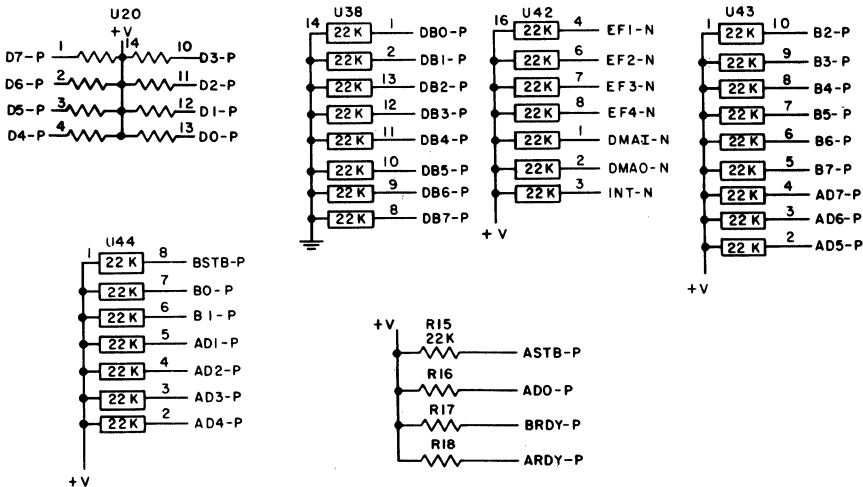 U20
+V
1 14 10
D7-P D3-P
2 11
D6-P D2-P
3 12
D5-P D1-P
4 13
D4-P D0-P
U38
14 22K 1 DB0-P
22K 2 DB1-P
22K 13 DB2-P
22K 12 DB3-P
22K 11 DB4-P
22K 10 DB5-P
22K 9 DB6-P
22K 8 DB7-P
U42
16 22K 4 EF1-N
22K 6 EF2-N
22K 7 EF3-N
22K 8 EF4-N
22K 1 DMAI-N
22K 2 DMAO-N
22K 3 INT-N
+V
U43
1 22K 10 B2-P
22K 9 B3-P
22K 8 B4-P
22K 7 B5-P
22K 6 B6-P
22K 5 B7-P
22K 4 AD7-P
22K 3 AD6-P
22K 2 AD5-P
+V
U44
1 22K 8 BSTB-P
22K 7 B0-P
22K 6 B1-P
22K 5 AD1-P
22K 4 AD2-P
22K 3 AD3-P
22K 2 AD4-P
+V
+V
R15
22K
ASTB-P
R16
AD0-P
R17
BRDY-P
R18
ARDY-P